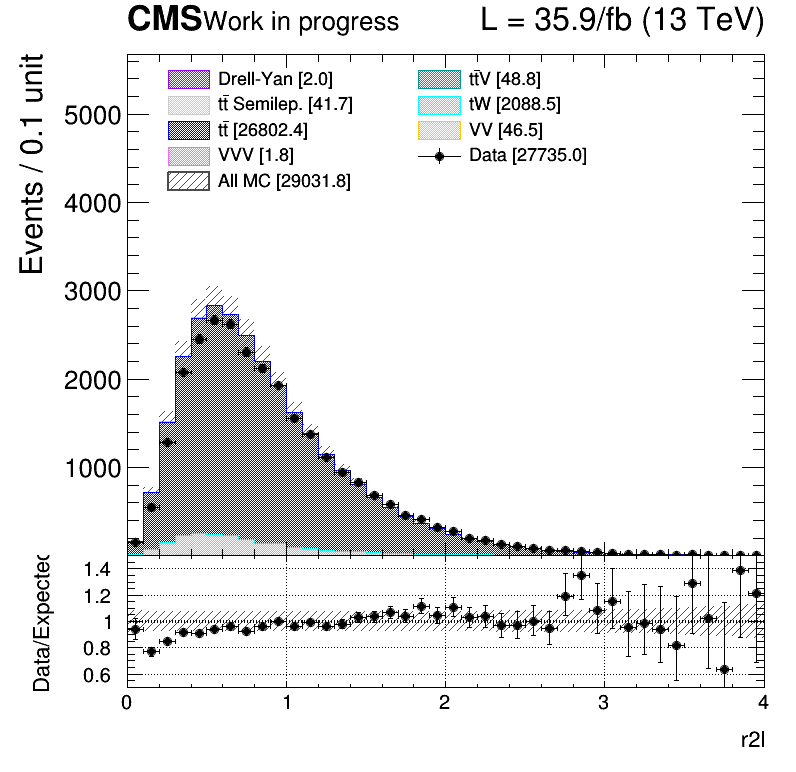 CMS Work in progress L = 35.9/fb (13 TeV)
Events / 0.1 unit
5000
4000
3000
2000
1000
Drell-Yan [2.0]
tt̄ Semilep. [41.7]
tt̄ [26802.4]
VVV [1.8]
All MC [29031.8]
tt̄V [48.8]
tW [2088.5]
VV [46.5]
Data [27735.0]
Data/Expected
1.4
1.2
1
0.8
0.6
0 1 2 3 4
r2l